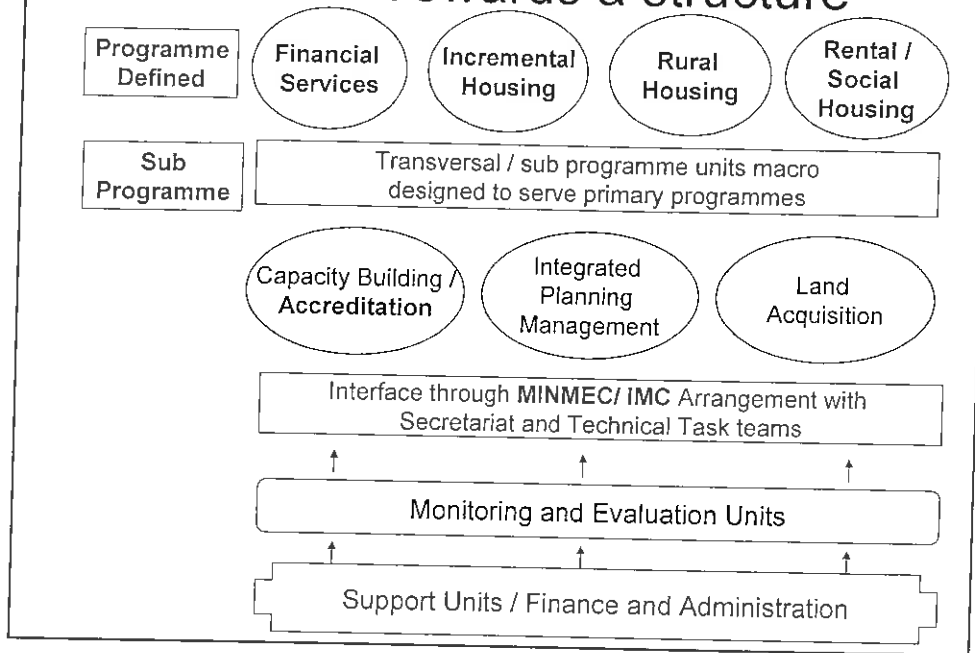 Towards a structure
Programme
Defined
Financial
Services
Incremental
Housing
Rural
Housing
Rental /
Social
Housing
Sub
Programme
Transversal / sub programme units macro
designed to serve primary programmes
Capacity Building /
Accreditation
Integrated
Planning
Management
Land
Acquisition
Interface through MINMEC/ IMC Arrangement with
Secretariat and Technical Task teams
Monitoring and Evaluation Units
Support Units / Finance and Administration